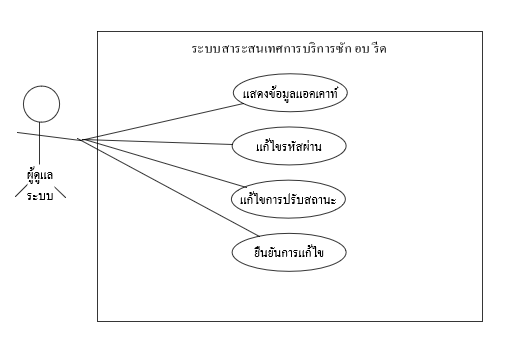 ระบบสาระสนเทศการบริการซัก อบ รีด
แสดงข้อมูลแอคเคาท์
แก้ไขรหัสผ่าน
ผู้ดูแล
ระบบ
แก้ไขการปรับสถานะ
ยืนยันการแก้ไข